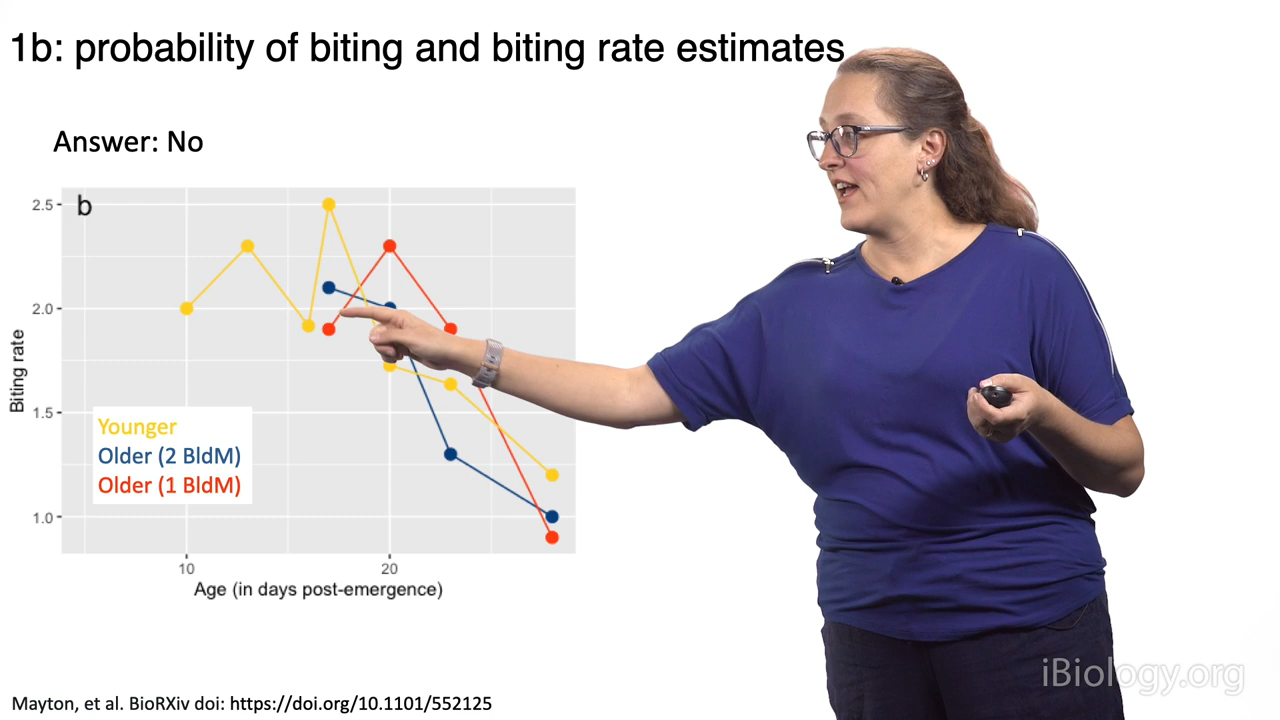 1b: probability of biting and biting rate estimates
Answer: No
b
2.5
2.0
1.5
1.0
Biting rate
Younger
Older (2 BldM)
Older (1 BldM)
10
20
Age (in days post-emergence)
iBiology.org
Mayton, et al. BioRXiv doi: https://doi.org/10.1101/552125